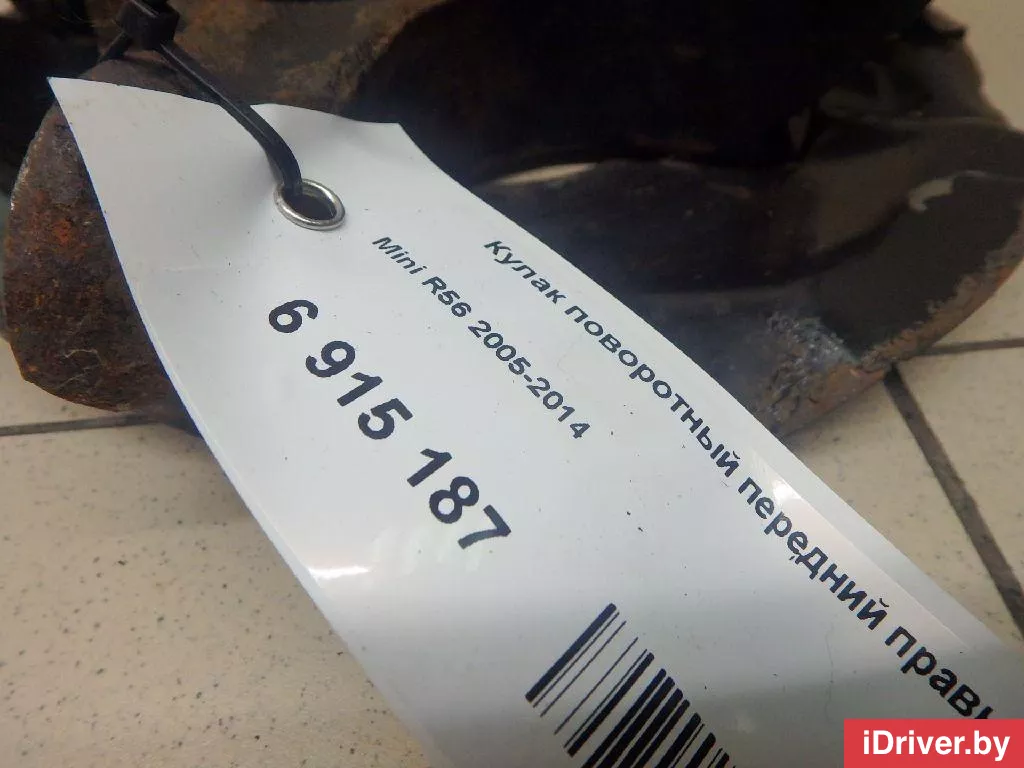 Кулак поворотный передний
Mini R56 2005-2014
6 915 187
iDriver.by